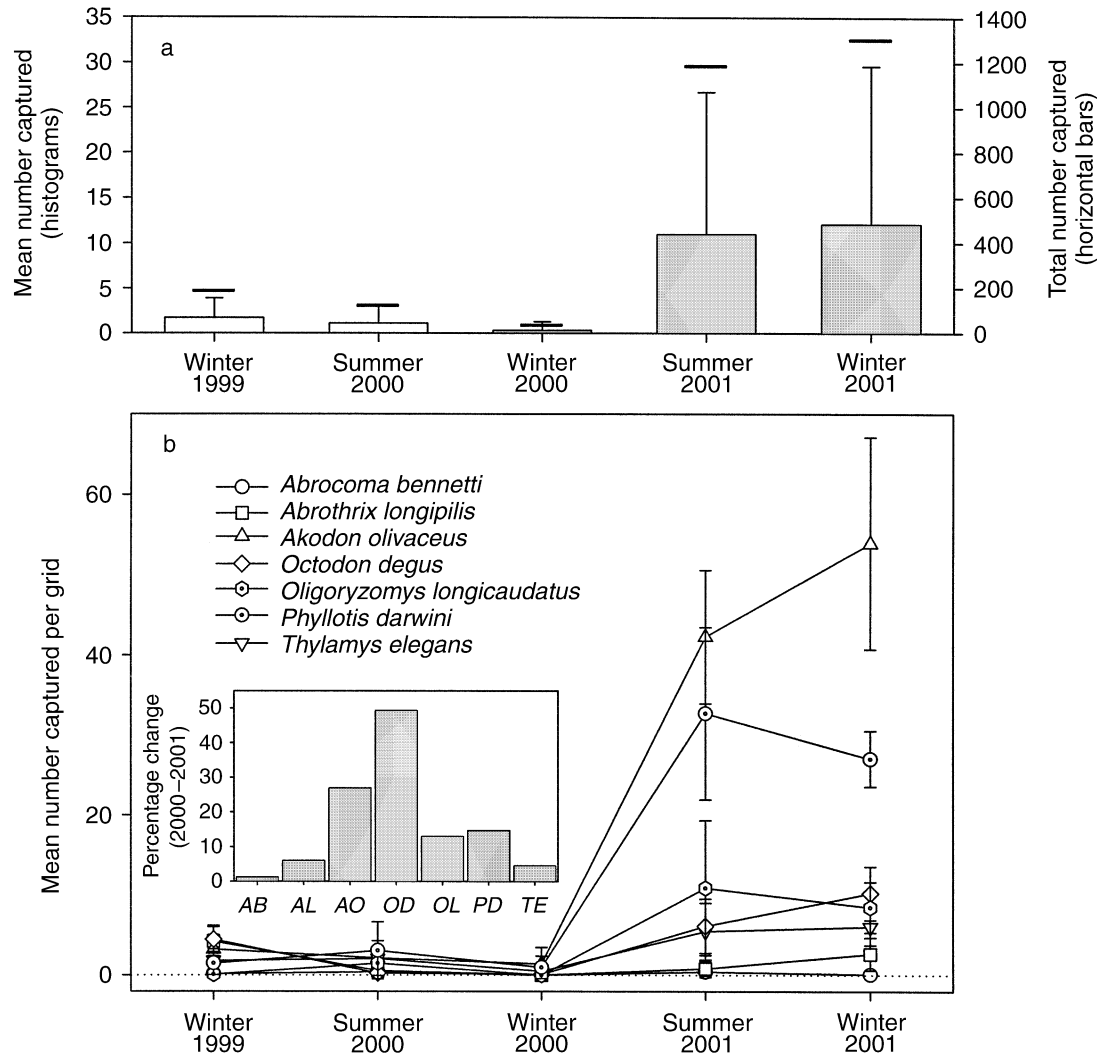 a
Mean number captured
(histograms)
35
30
25
20
15
10
5
0
1400
1200
1000
800
600
400
200
0
Total number captured
(horizontal bars)
Winter
1999
Summer
2000
Winter
2000
Summer
2001
Winter
2001
b
Mean number captured per grid
60
40
20
0
Abrocoma bennetti
Abrothrix longipilis
Akodon olivaceus
Octodon degus
Oligoryzomys longicaudatus
Phyllotis darwini
Thylamys elegans
Percentage change
(2000–2001)
50
40
30
20
10
0
AB AL AO OD OL PD TE
Winter
1999
Summer
2000
Winter
2000
Summer
2001
Winter
2001